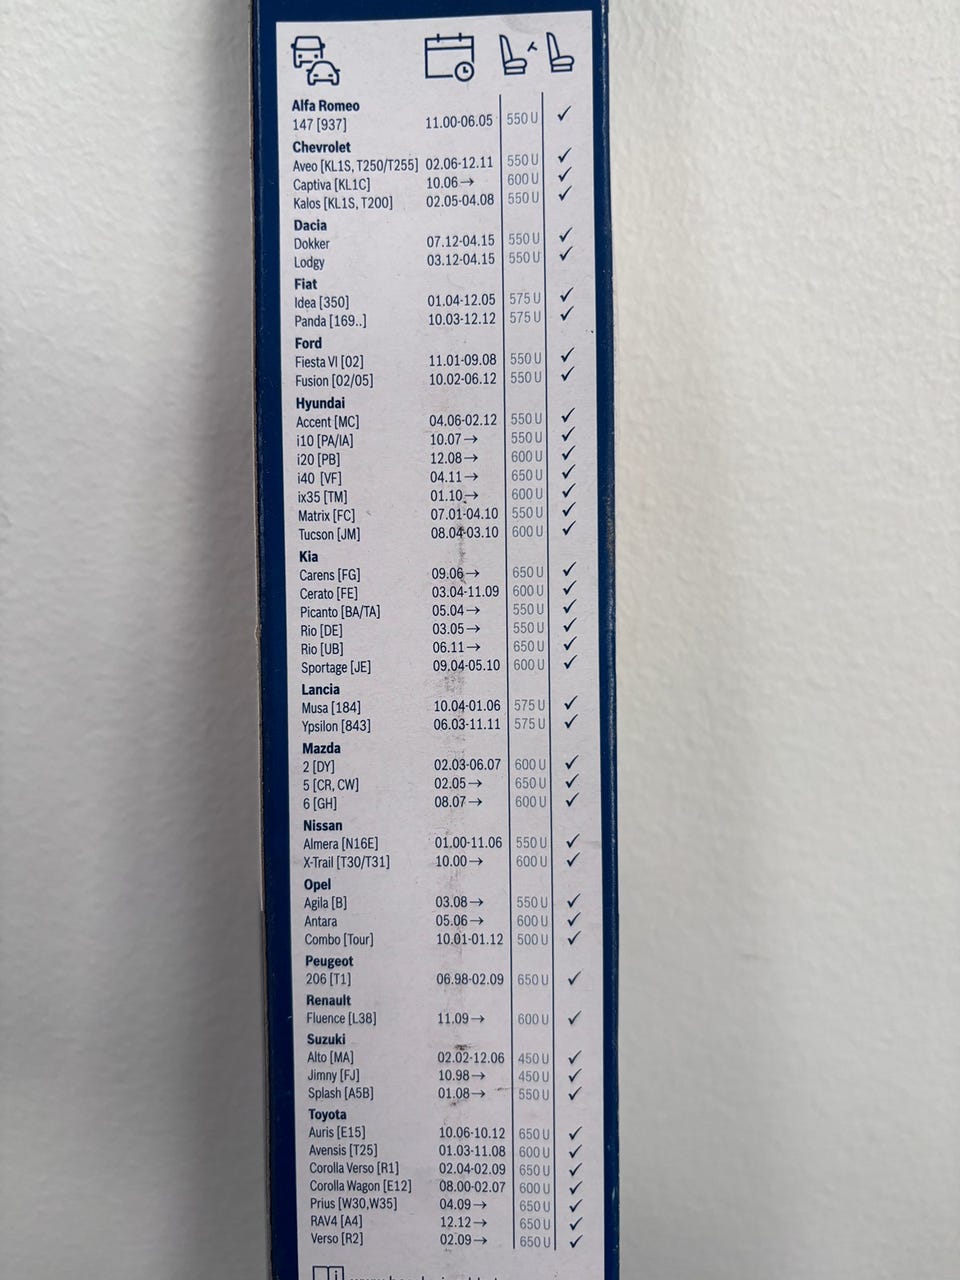 Alfa Romeo
147 [937] 11.00-06.05 550 U ✓
Chevrolet
Aveo [KL1S, T250/T255] 02.06-12.11 550 U ✓
Captiva [KL1C] 10.06→ 600 U ✓
Kalos [KL1S, T200] 02.05-04.08 550 U ✓
Dacia
Dokker 07.12-04.15 550 U ✓
Lodgy 03.12-04.15 550 U ✓
Fiat
Idea [350] 01.04-12.05 575 U ✓
Panda [169..] 10.03-12.12 575 U ✓
Ford
Fiesta VI [02] 11.01-09.08 550 U ✓
Fusion [02/05] 10.02-06.12 550 U ✓
Hyundai
Accent [MC] 04.06-02.12 550 U ✓
i10 [PA/IA] 10.07→ 550 U ✓
i20 [PB] 12.08→ 600 U ✓
i40 [VF] 04.11→ 650 U ✓
ix35 [TM] 01.10→ 600 U ✓
Matrix [FC] 07.01-04.10 550 U ✓
Tucson [JM] 08.04-03.10 600 U ✓
Kia
Carens [FG] 09.06→ 650 U ✓
Cerato [FE] 03.04-11.09 600 U ✓
Picanto [BA/TA] 05.04→ 550 U ✓
Rio [DE] 03.05→ 550 U ✓
Rio [UB] 06.11→ 650 U ✓
Sportage [JE] 09.04-05.10 600 U ✓
Lancia
Musa [184] 10.04-01.06 575 U ✓
Ypsilon [843] 06.03-11.11 575 U ✓
Mazda
2 [DY] 02.03-06.07 600 U ✓
5 [CR, CW] 02.05→ 650 U ✓
6 [GH] 08.07→ 600 U ✓
Nissan
Almera [N16E] 01.00-11.06 550 U ✓
X-Trail [T30/T31] 10.00→ 600 U ✓
Opel
Agila [B] 03.08→ 550 U ✓
Antara 05.06→ 600 U ✓
Combo [Tour] 10.01-01.12 500 U ✓
Peugeot
206 [T1] 06.98-02.09 650 U ✓
Renault
Fluence [L38] 11.09→ 600 U ✓
Suzuki
Alto [MA] 02.02-12.06 450 U ✓
Jimny [FJ] 10.98→ 450 U ✓
Splash [A5B] 01.08→ 550 U ✓
Toyota
Auris [E15] 10.06-10.12 650 U ✓
Avensis [T25] 01.03-11.08 600 U ✓
Corolla Verso [R1] 02.04-02.09 650 U ✓
Corolla Wagon [E12] 08.00-02.07 600 U ✓
Prius [W30,W35] 04.09→ 650 U ✓
RAV4 [A4] 12.12→ 650 U ✓
Verso [R2] 02.09→ 650 U ✓